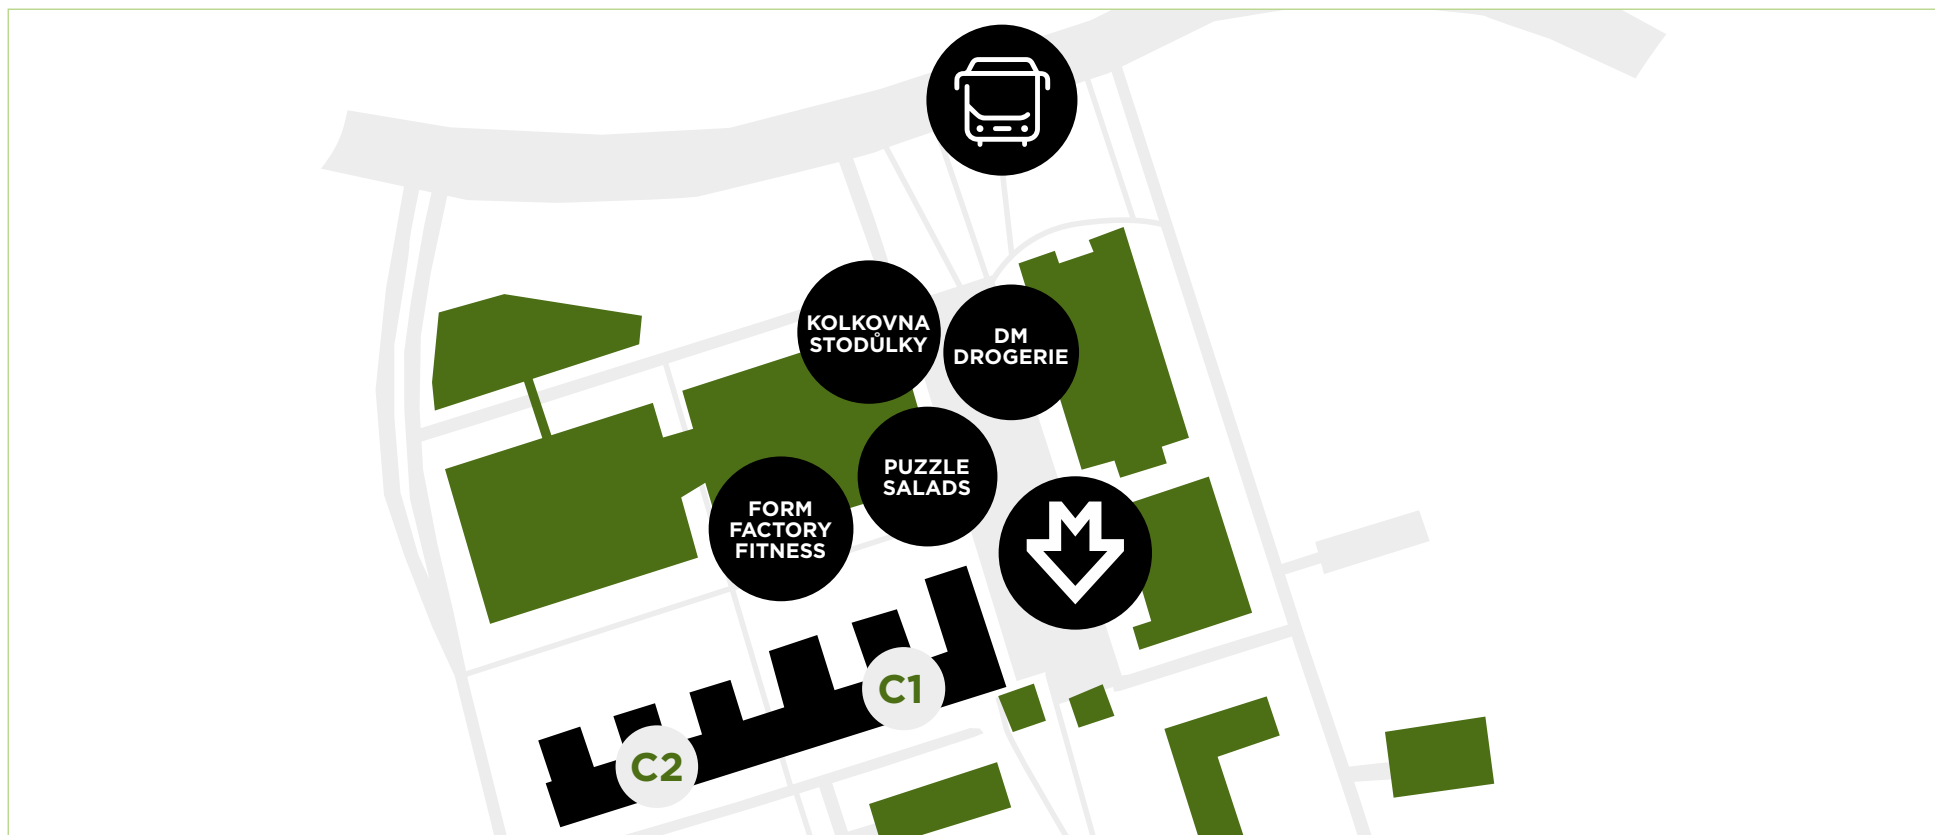 KOLKOVNA
STODŮLKY
DM
DROGERIE
PUZZLE
SALADS
FORM
FACTORY
FITNESS
C1
C2